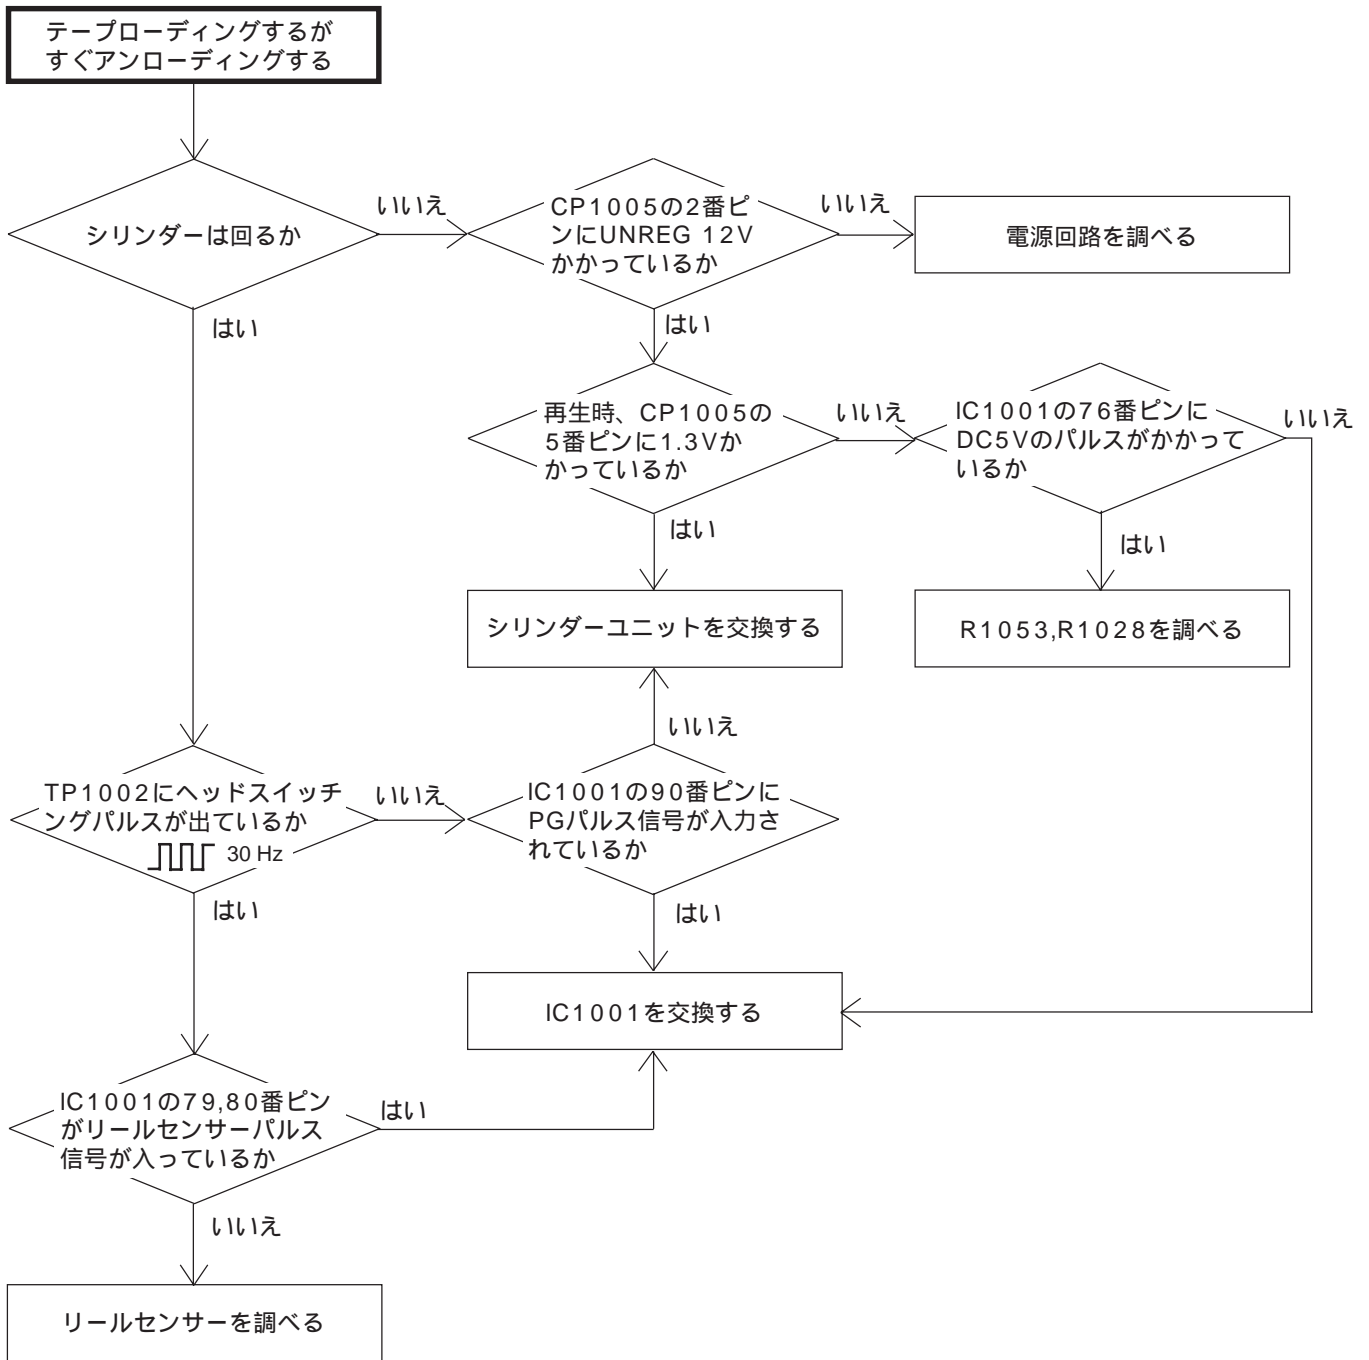 テープローディングするが
すぐアンローディングする
シリンダーは回るか
いいえ
CP1005の2番ピ
ンにUNREG 12V
かかっているか
いいえ
電源回路を調べる
はい
はい
再生時、CP1005の
5番ピンに1.3Vか
かっているか
いいえ
IC1001の76番ピンに
DC5Vのパルスがかかって
いるか
いいえ
はい
はい
シリンダーユニットを交換する
R1053,R1028を調べる
いいえ
TP1002にヘッドスイッチ
ングパルスが出ているか
30 Hz
いいえ
IC1001の90番ピンに
PGパルス信号が入力さ
れているか
はい
はい
IC1001を交換する
IC1001の79,80番ピン
がリールセンサーパルス
信号が入っているか
はい
いいえ
リールセンサーを調べる